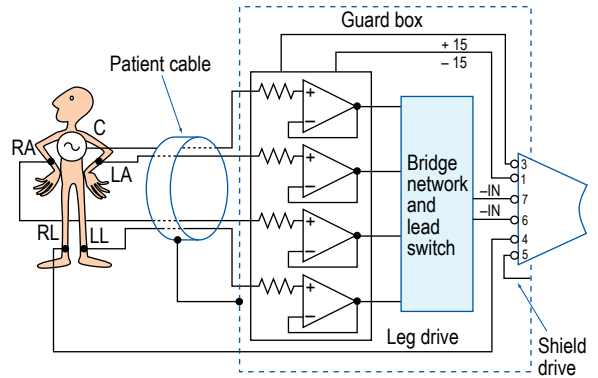 Guard box
+ 15
– 15
Patient cable
C
RA
LA
RL
LL
+
–
+
–
+
–
+
–
Bridge
network
and
lead
switch
–IN
–IN
3
1
7
6
4
5
Leg drive
Shield
drive